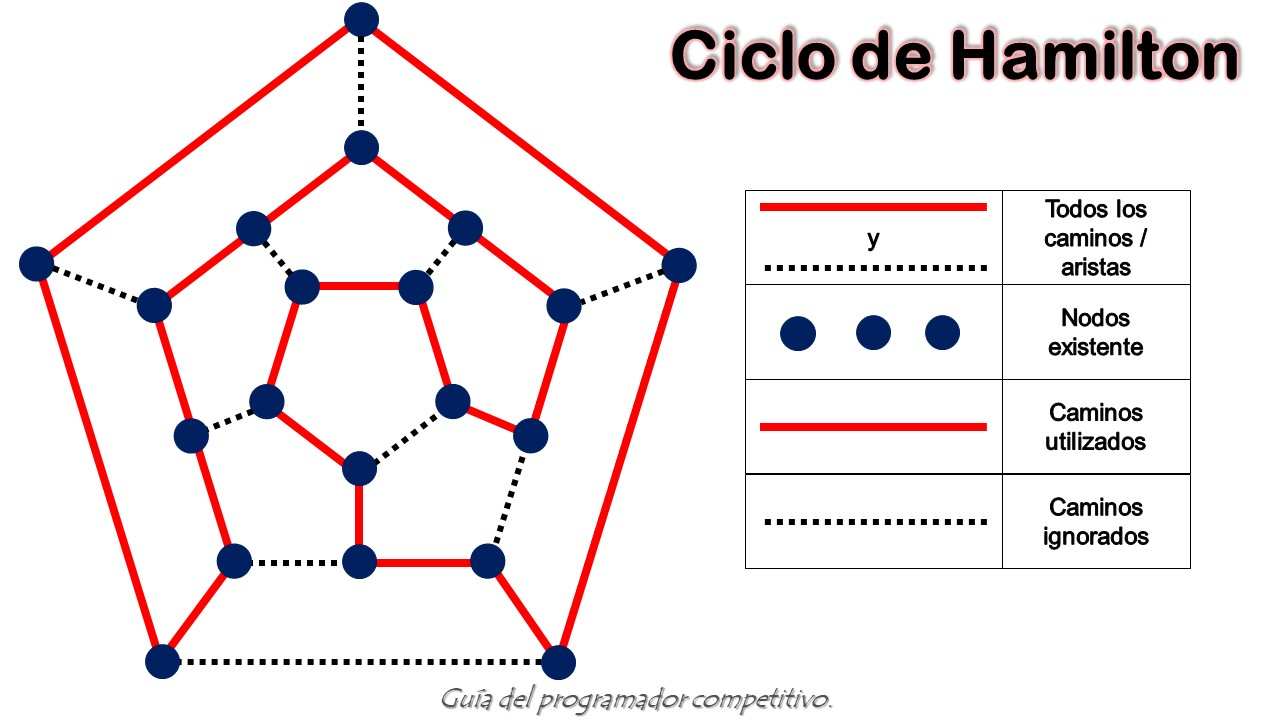 Ciclo de Hamilton
y
Todos los
caminos /
aristas
Nodos
existente
Caminos
utilizados
Caminos
ignorados
Guía del programador competitivo.